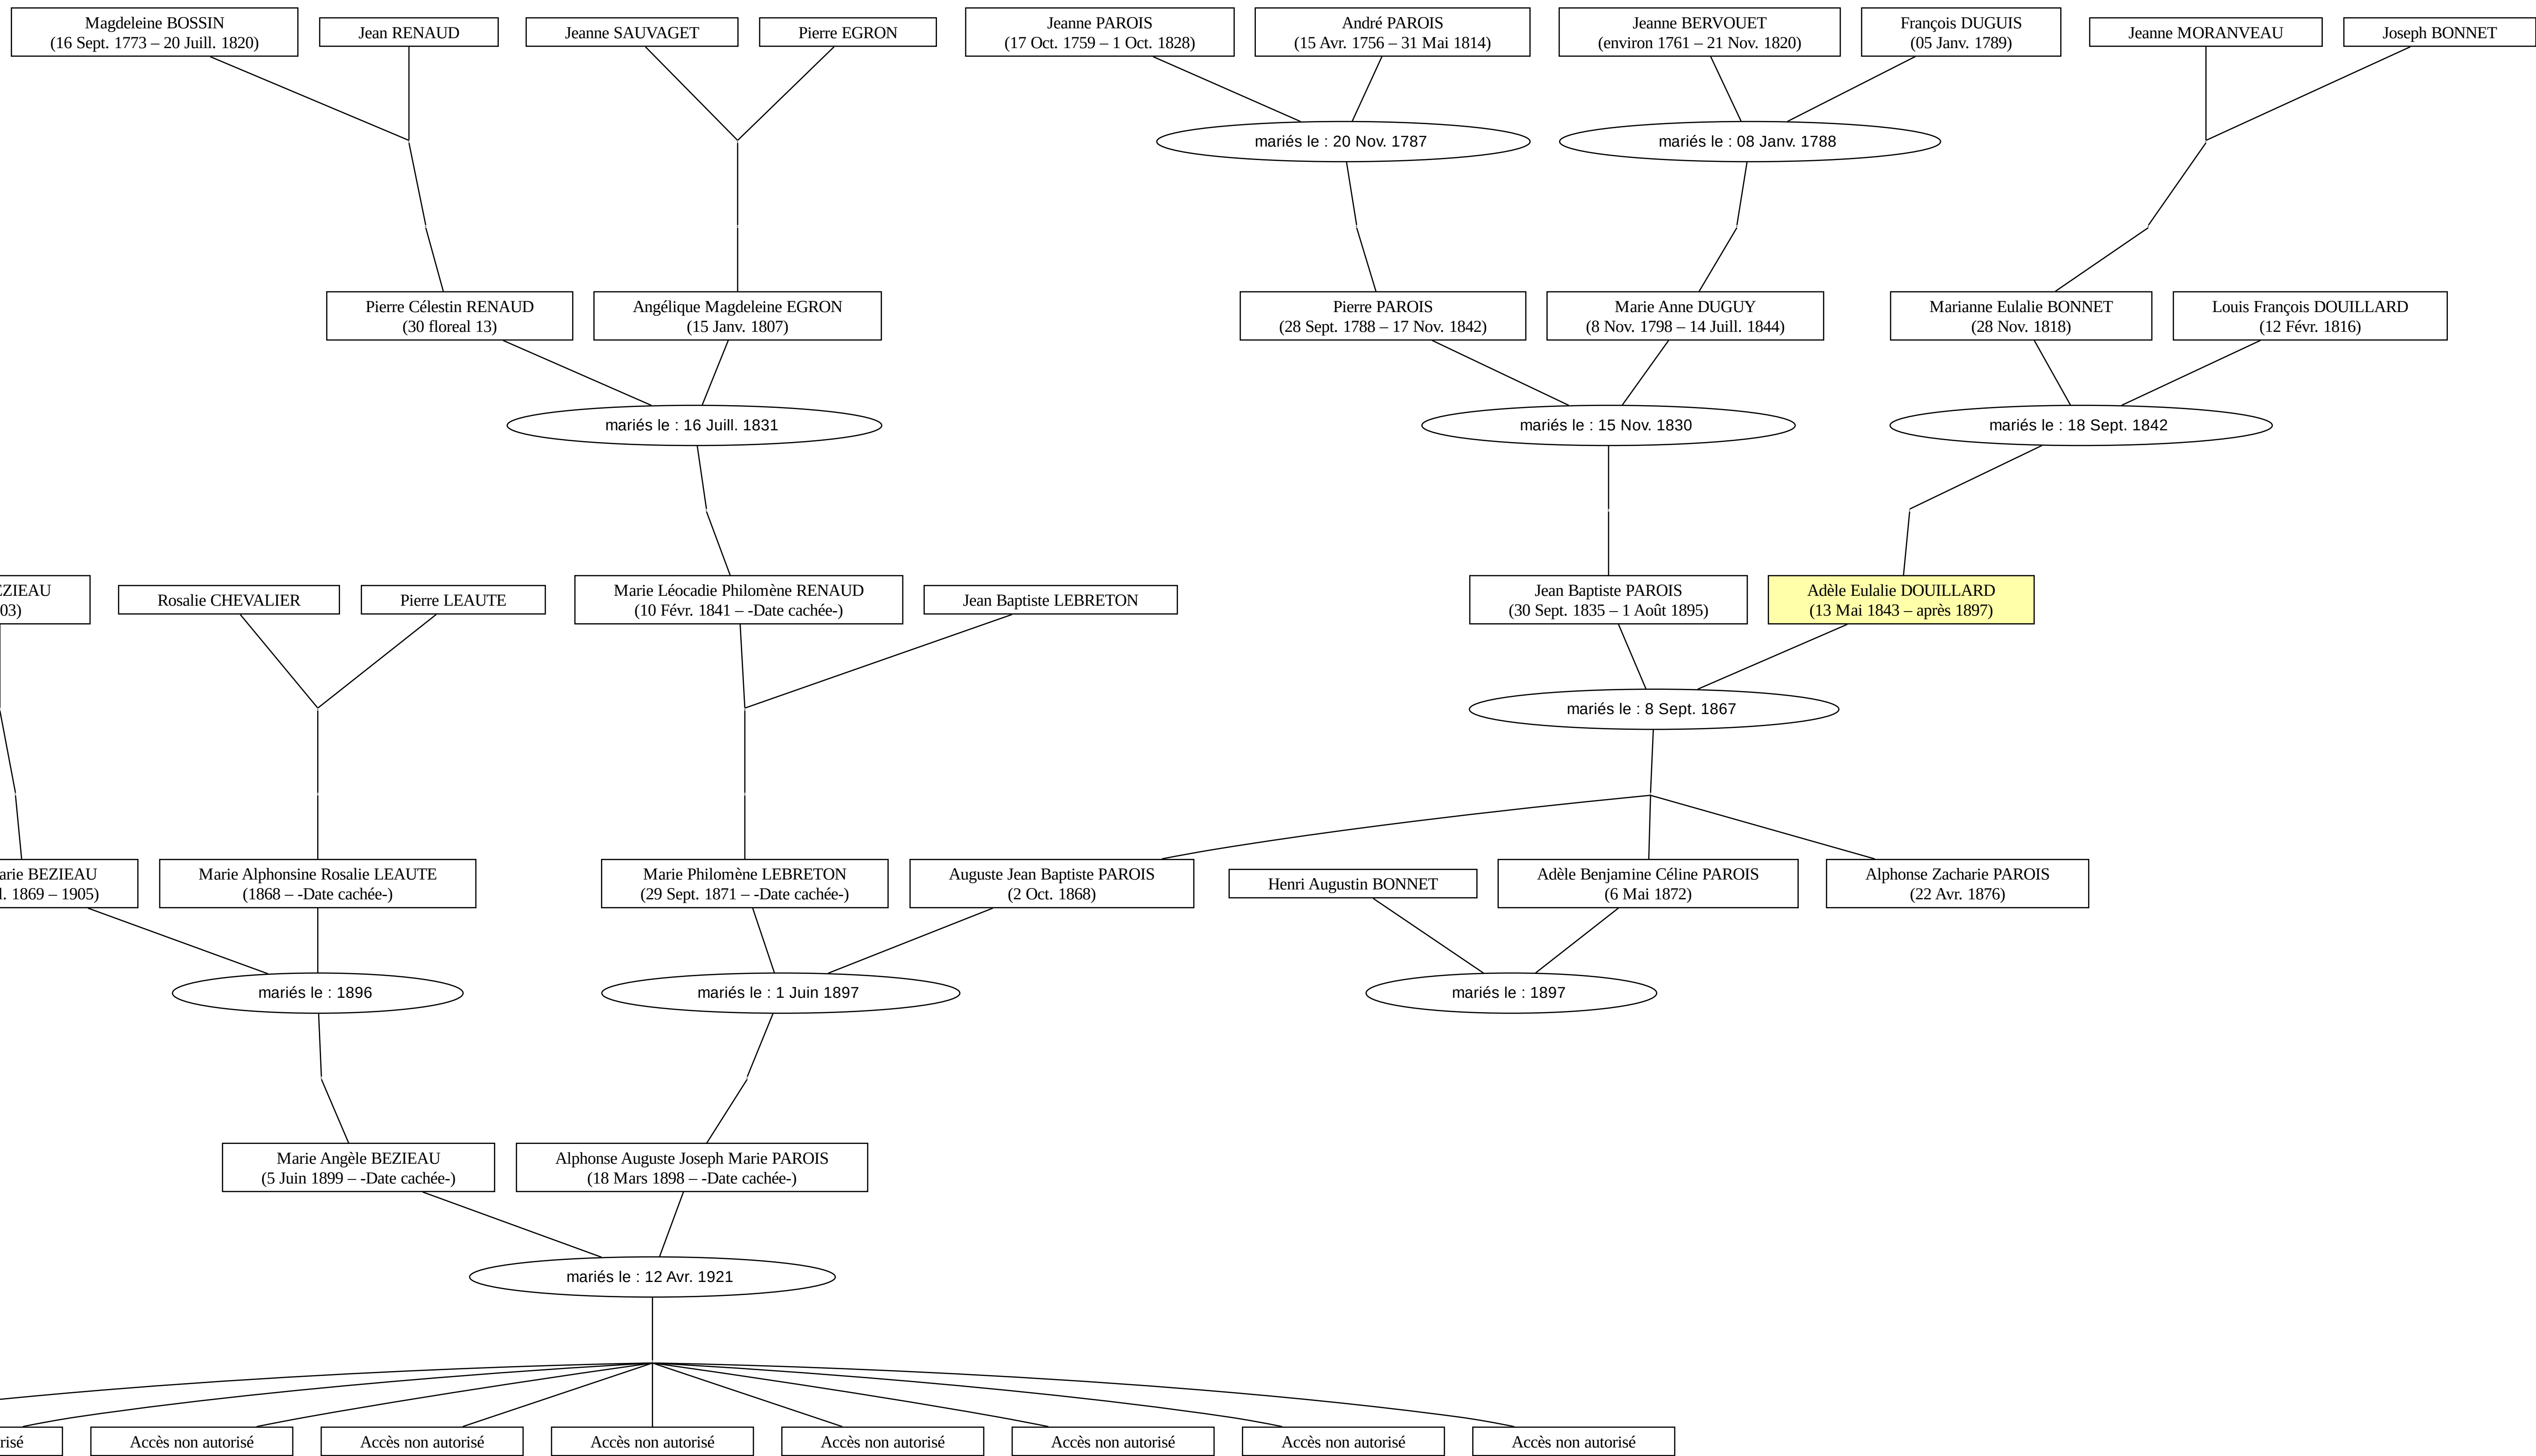 Magdeleine BOSSIN
(16 Sept. 1773 – 20 Juill. 1820)
Jean RENAUD
Jeanne SAUVAGET
Pierre EGRON
Jeanne PAROIS
(17 Oct. 1759 – 1 Oct. 1828)
André PAROIS
(15 Avr. 1756 – 31 Mai 1814)
Jeanne BERVOUET
(environ 1761 – 21 Nov. 1820)
François DUGUIS
(05 Janv. 1789)
Jeanne MORANVEAU
Joseph BONNET
mariés le : 20 Nov. 1787
mariés le : 08 Janv. 1788
Pierre Célestin RENAUD
(30 floreal 13)
Angélique Magdeleine EGRON
(15 Janv. 1807)
Pierre PAROIS
(28 Sept. 1788 – 17 Nov. 1842)
Marie Anne DUGUY
(8 Nov. 1798 – 14 Juill. 1844)
Marianne Eulalie BONNET
(28 Nov. 1818)
Louis François DOUILLARD
(12 Févr. 1816)
mariés le : 16 Juill. 1831
mariés le : 15 Nov. 1830
mariés le : 18 Sept. 1842
EZIEAU
03)
Rosalie CHEVALIER
Pierre LEAUTE
Marie Léocadie Philomène RENAUD
(10 Févr. 1841 – -Date cachée-)
Jean Baptiste LEBRETON
Jean Baptiste PAROIS
(30 Sept. 1835 – 1 Août 1895)
Adèle Eulalie DOUILLARD
(13 Mai 1843 – après 1897)
mariés le : 8 Sept. 1867
arie BEZIEAU
l. 1869 – 1905)
Marie Alphonsine Rosalie LEAUTE
(1868 – -Date cachée-)
Marie Philomène LEBRETON
(29 Sept. 1871 – -Date cachée-)
Auguste Jean Baptiste PAROIS
(2 Oct. 1868)
Henri Augustin BONNET
Adèle Benjamine Céline PAROIS
(6 Mai 1872)
Alphonse Zacharie PAROIS
(22 Avr. 1876)
mariés le : 1896
mariés le : 1 Juin 1897
mariés le : 1897
Marie Angèle BEZIEAU
(5 Juin 1899 – -Date cachée-)
Alphonse Auguste Joseph Marie PAROIS
(18 Mars 1898 – -Date cachée-)
mariés le : 12 Avr. 1921
risé
Accès non autorisé
Accès non autorisé
Accès non autorisé
Accès non autorisé
Accès non autorisé
Accès non autorisé
Accès non autorisé